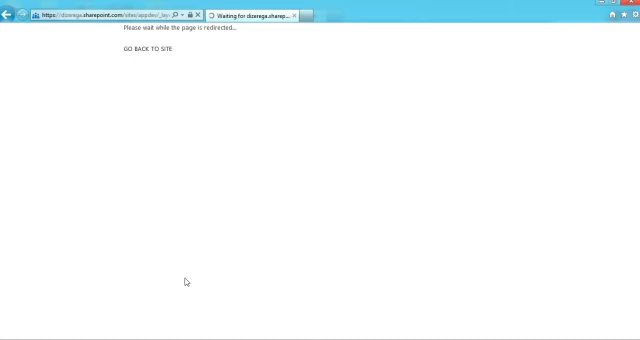 https://dizerega.sharepoint.com/sites/appdev/_lay
Waiting for dizerega.sharep...
Please wait while the page is redirected...
GO BACK TO SITE